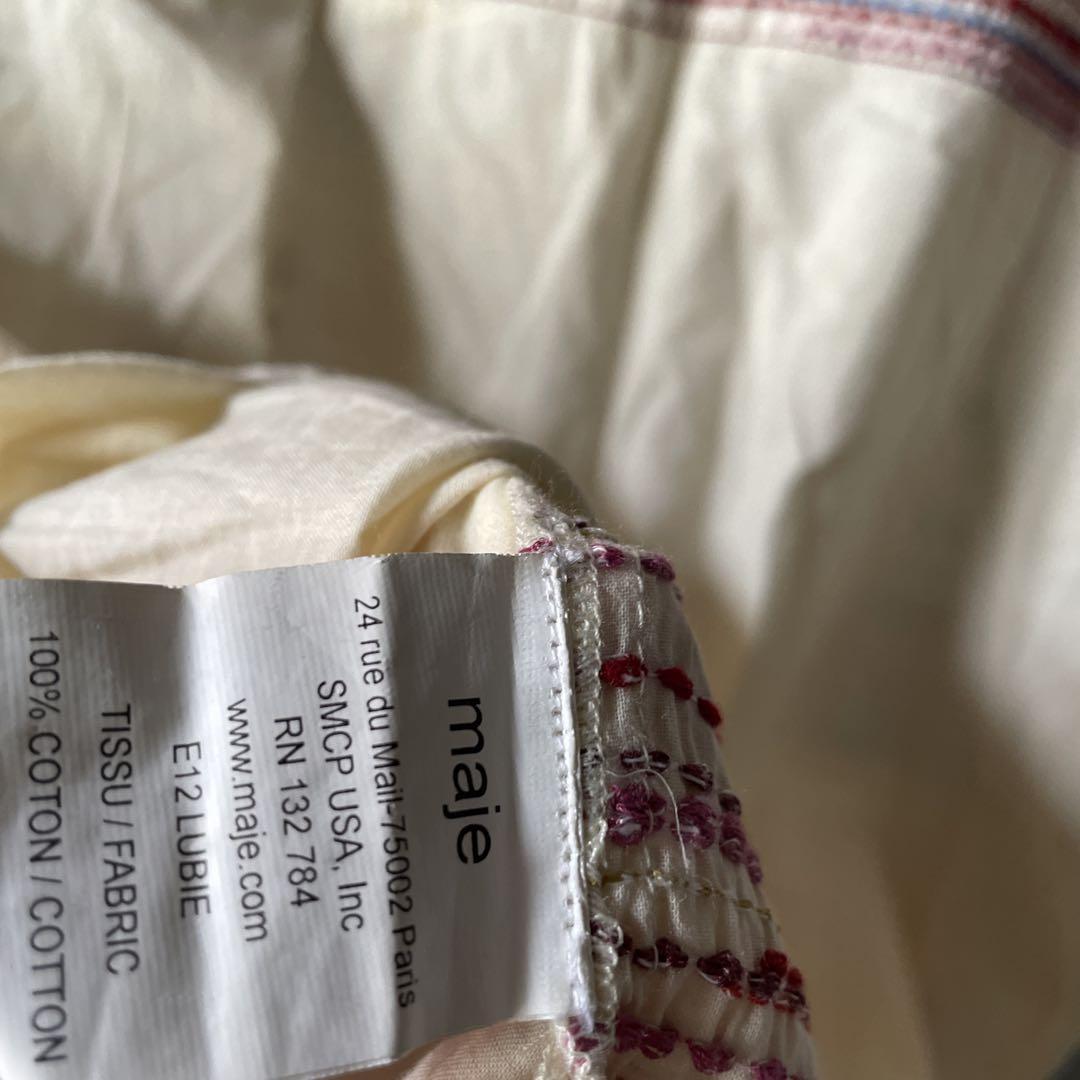 maje
24 rue du Mail-75002 Paris
SMCP USA, Inc
RN 132 784
www.maje.com
E12 LUBIE
TISSU / FABRIC
100% COTON / COTTON